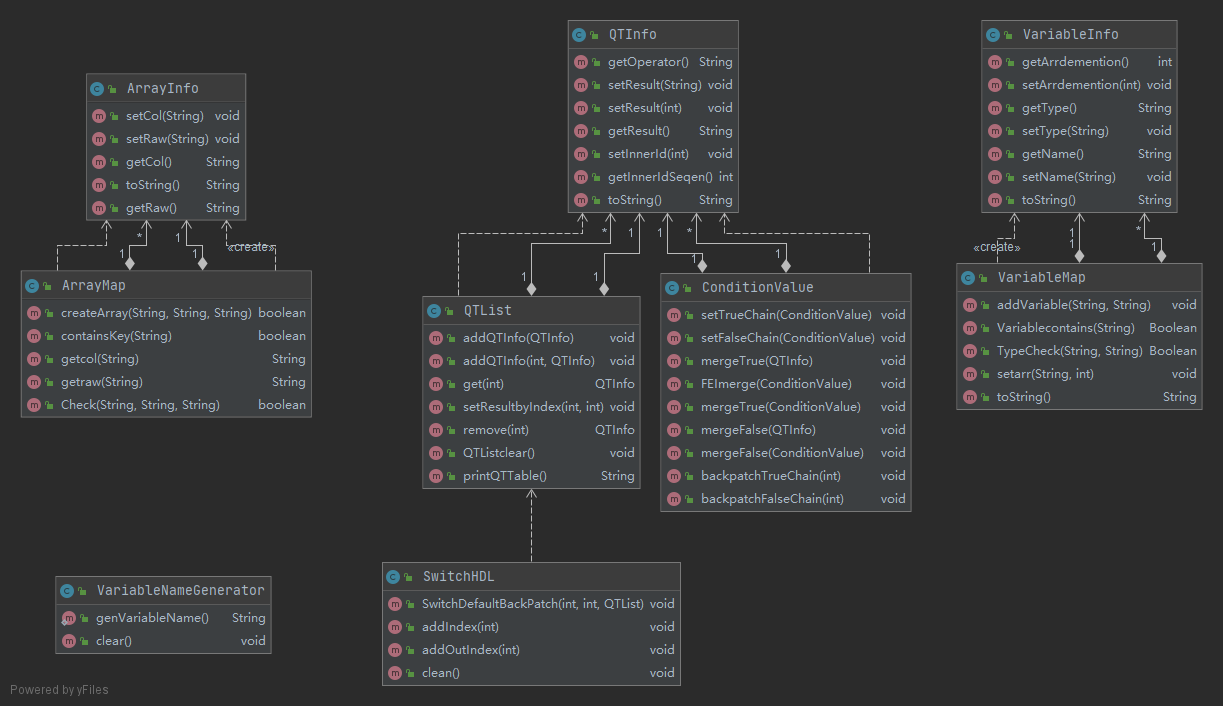 QTInfo
getOperator() String
setResult(String) void
setResult(int) void
getResult() String
setInnerId(int) void
getInnerIdSeqen() int
toString() String
VariableInfo
getArrdemention() int
setArrdemention(int) void
getType() String
setType(String) void
getName() String
setName(String) void
toString() String
ArrayInfo
setCol(String) void
setRaw(String) void
getCol() String
toString() String
getRaw() String
* 1 «create»
1 1
* 1 1 *
1 1 1 1
1 *
«create» 1 1
ArrayMap
createArray(String, String, String) boolean
containsKey(String) boolean
getcol(String) String
getraw(String) String
Check(String, String, String) boolean
QTList
addQTInfo(QTInfo) void
addQTInfo(int, QTInfo) void
get(int) QTInfo
setResultbyIndex(int, int) void
remove(int) QTInfo
QTListclear() void
printQTTable() String
ConditionValue
setTrueChain(ConditionValue) void
setFalseChain(ConditionValue) void
mergeTrue(QTInfo) void
FEImerge(ConditionValue) void
mergeTrue(ConditionValue) void
mergeFalse(QTInfo) void
mergeFalse(ConditionValue) void
backpatchTrueChain(int) void
backpatchFalseChain(int) void
VariableMap
addVariable(String, String) void
Variablecontains(String) Boolean
TypeCheck(String, String) Boolean
setarr(String, int) void
toString() String
VariableNameGenerator
genVariableName() String
clear() void
SwitchHDL
SwitchDefaultBackPatch(int, int, QTList) void
addIndex(int) void
addOutIndex(int) void
clean() void
Powered by yFiles